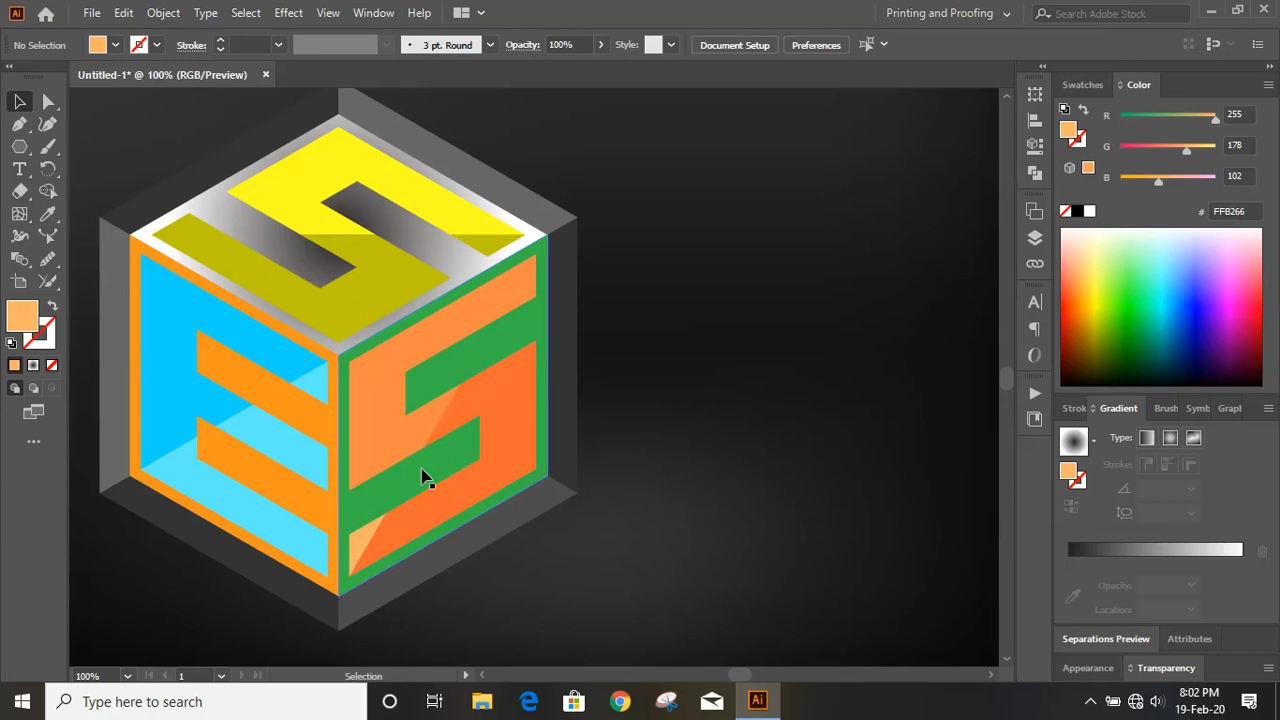 Ai File Edit Object Type Select Effect View Window Help Printing and Proofing Search Adobe Stock
No Selection Stroke: 3 pt. Round Opacity: 100% Style: Document Setup Preferences
Untitled-1* @ 100% (RGB/Preview) ×
Swatches Color
R 255
G 178
B 102
# FFB266
S
E S
Strok Gradient Brush Symb Grapl
Type:
Stroke:
Opacity:
Location:
Separations Preview Attributes
Appearance Transparency
100% 1 Selection
Type here to search
Ai
8:02 PM
19-Feb-20